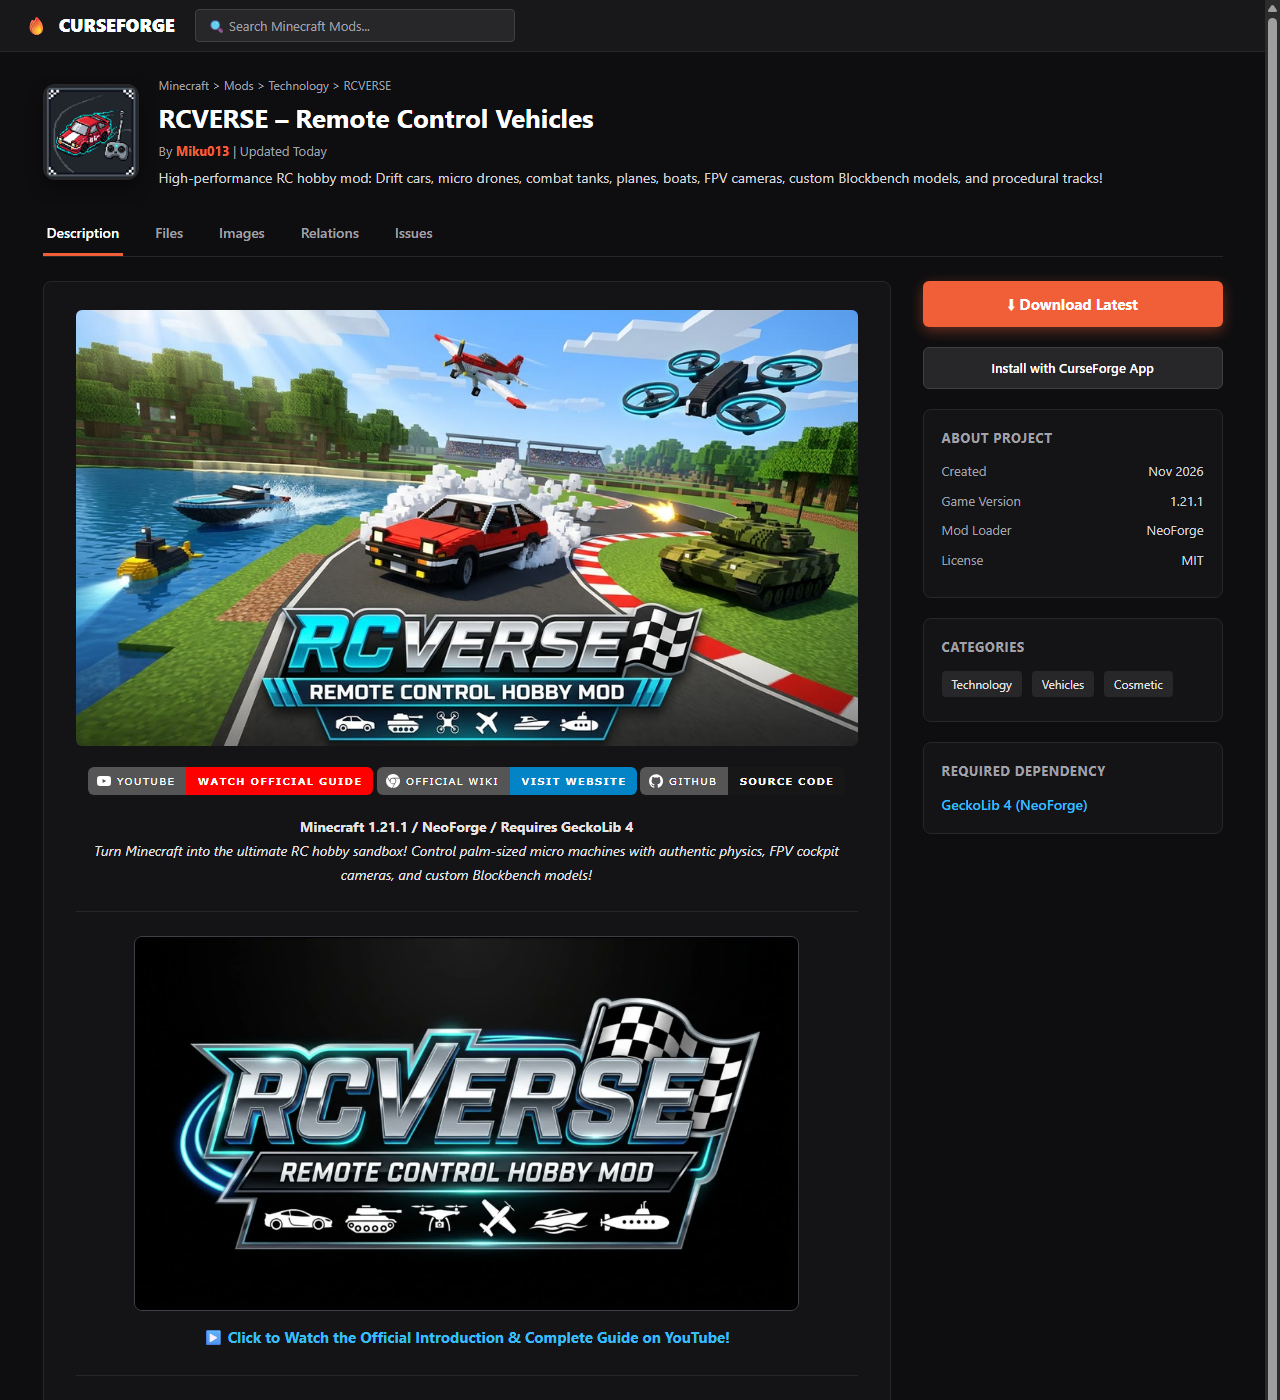 CURSEFORGE
Search Minecraft Mods...
Minecraft > Mods > Technology > RCVERSE
RCVERSE – Remote Control Vehicles
By Miku013 | Updated Today
High-performance RC hobby mod: Drift cars, micro drones, combat tanks, planes, boats, FPV cameras, custom Blockbench models, and procedural tracks!
Description Files Images Relations Issues
RCVERSE
REMOTE CONTROL HOBBY MOD
YOUTUBE WATCH OFFICIAL GUIDE OFFICIAL WIKI VISIT WEBSITE GITHUB SOURCE CODE
Minecraft 1.21.1 / NeoForge / Requires GeckoLib 4
Turn Minecraft into the ultimate RC hobby sandbox! Control palm-sized micro machines with authentic physics, FPV cockpit
cameras, and custom Blockbench models!
RCVERSE
REMOTE CONTROL HOBBY MOD
Click to Watch the Official Introduction & Complete Guide on YouTube!
Download Latest
Install with CurseForge App
ABOUT PROJECT
Created Nov 2026
Game Version 1.21.1
Mod Loader NeoForge
License MIT
CATEGORIES
Technology Vehicles Cosmetic
REQUIRED DEPENDENCY
GeckoLib 4 (NeoForge)